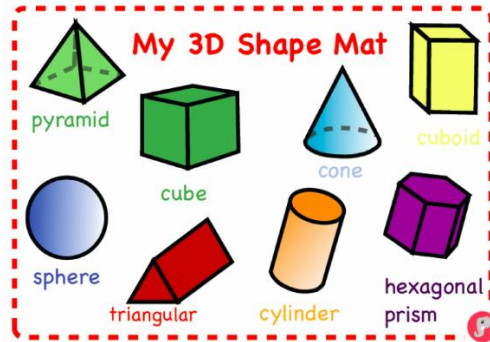 My 3D Shape Mat
pyramid
cube
cone
cuboid
sphere
triangular
cylinder
hexagonal
prism